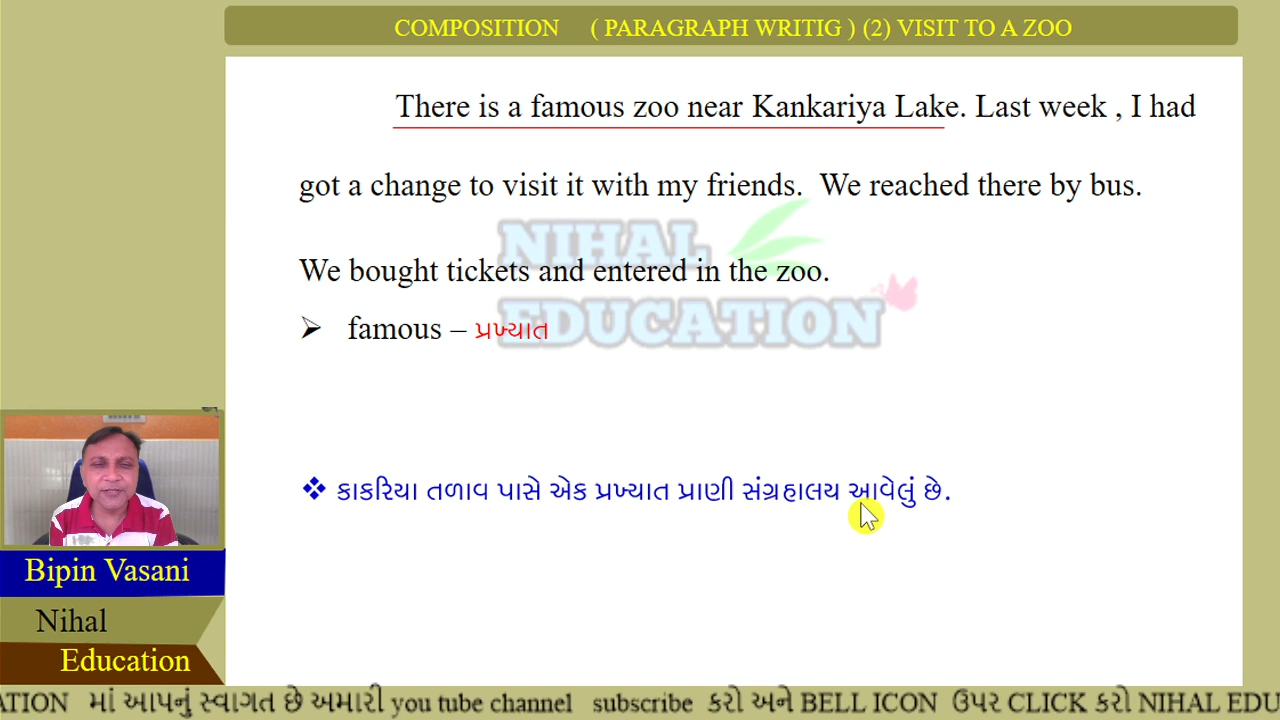 COMPOSITION ( PARAGRAPH WRITIG ) (2) VISIT TO A ZOO
There is a famous zoo near Kankariya Lake. Last week , I had
got a change to visit it with my friends. We reached there by bus.
NIHAL
We bought tickets and entered in the zoo.
EDUCATION
➢ famous – પ્રખ્યાત
❖ કાકરિયા તળાવ પાસે એક પ્રખ્યાત પ્રાણી સંગ્રહાલય આવેલું છે.
Bipin Vasani
Nihal
Education
ATION માં આપનું સ્વાગત છે અમારી you tube channel subscribe કરો અને BELL ICON ઉપર CLICK કરો NIHAL EDU